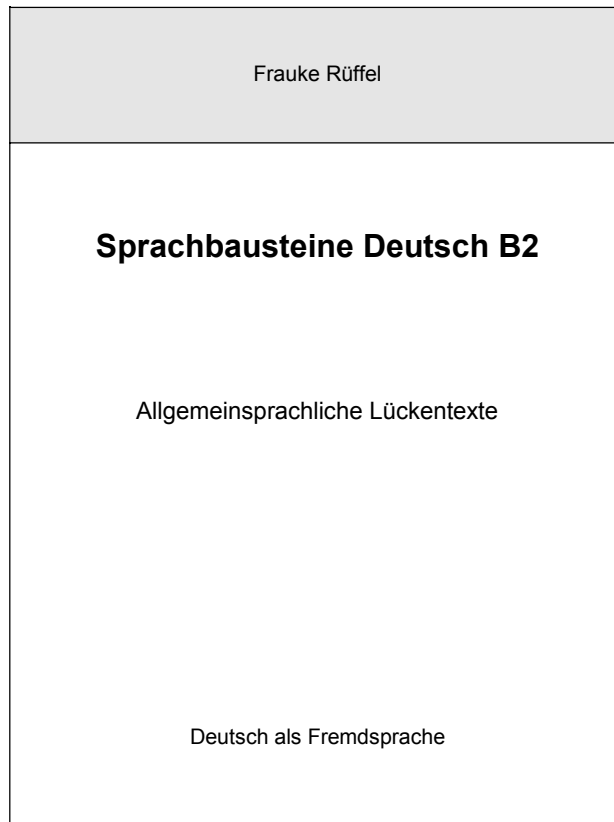 Frauke Rüffel
Sprachbausteine Deutsch B2
Allgemeinsprachliche Lückentexte
Deutsch als Fremdsprache